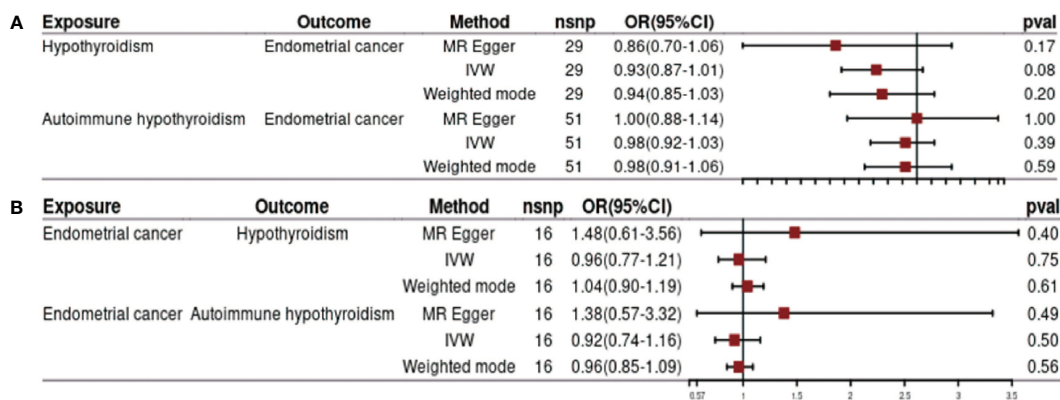 A Exposure Outcome Method nsnp OR(95%CI) pval
Hypothyroidism Endometrial cancer MR Egger 29 0.86(0.70-1.06) 0.17
IVW 29 0.93(0.87-1.01) 0.08
Weighted mode 29 0.94(0.85-1.03) 0.20
Autoimmune hypothyroidism Endometrial cancer MR Egger 51 1.00(0.88-1.14) 1.00
IVW 51 0.98(0.92-1.03) 0.39
Weighted mode 51 0.98(0.91-1.06) 0.59
B Exposure Outcome Method nsnp OR(95%CI) pval
Endometrial cancer Hypothyroidism MR Egger 16 1.48(0.61-3.56) 0.40
IVW 16 0.96(0.77-1.21) 0.75
Weighted mode 16 1.04(0.90-1.19) 0.61
Endometrial cancer Autoimmune hypothyroidism MR Egger 16 1.38(0.57-3.32) 0.49
IVW 16 0.92(0.74-1.16) 0.50
Weighted mode 16 0.96(0.85-1.09) 0.56
0.57 1 1.5 2 2.5 3 3.5